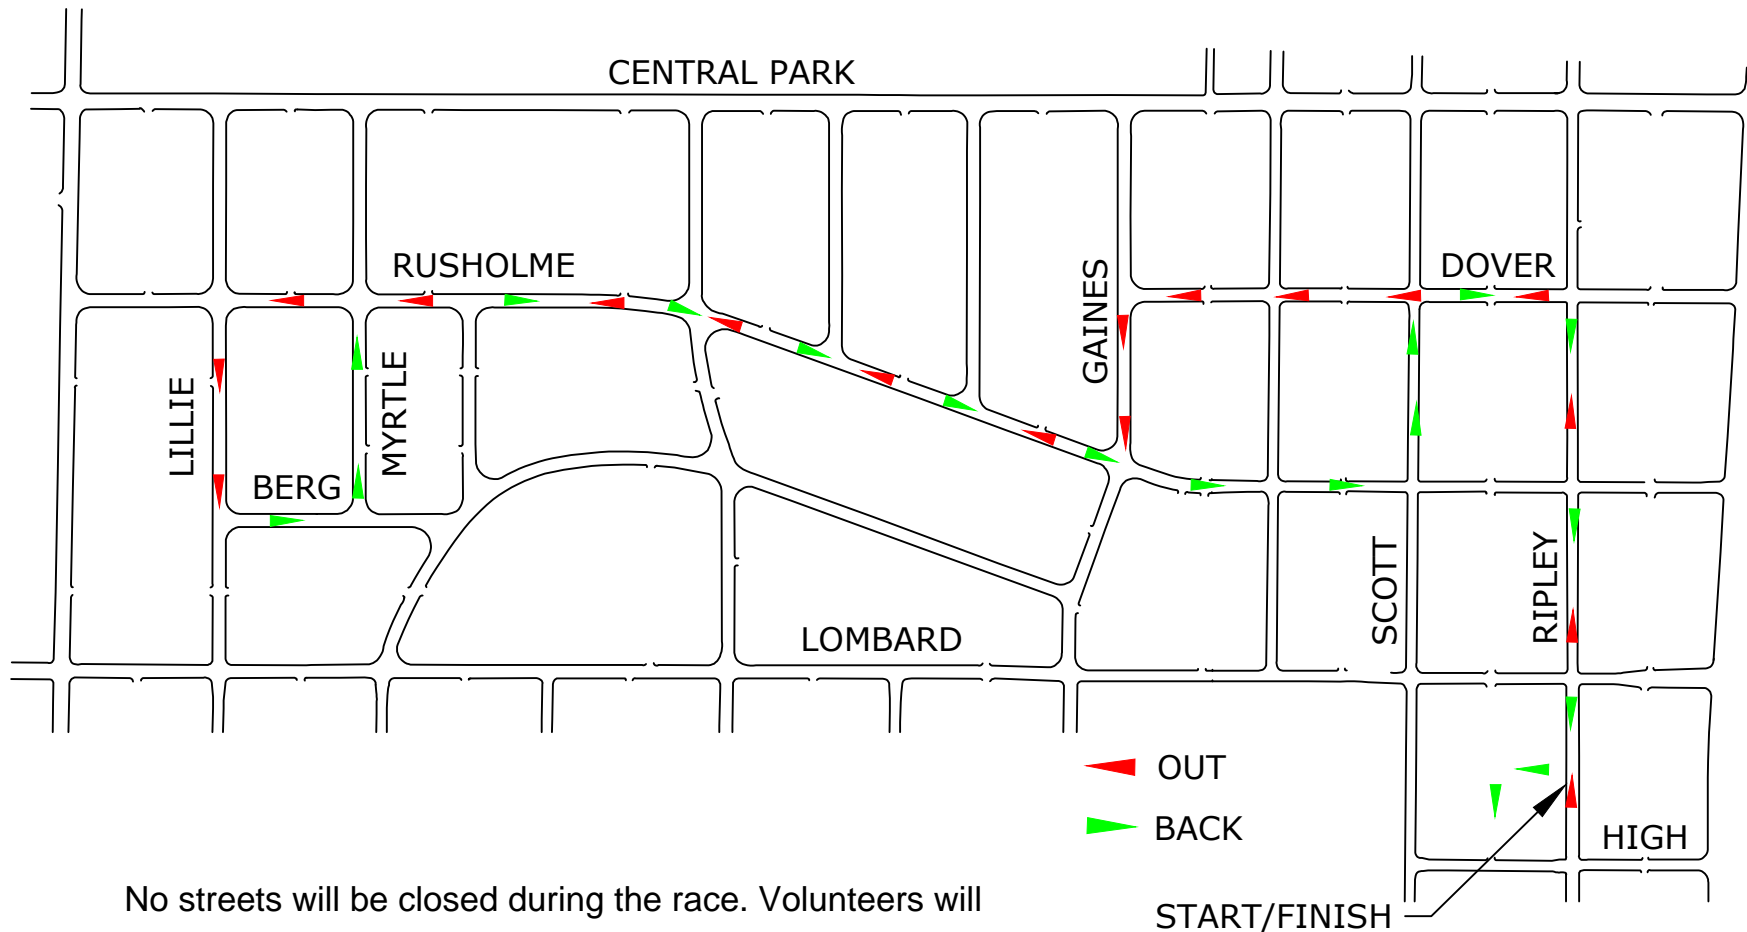 CENTRAL PARK
RUSHOLME
DOVER
GAINES
LILLIE
MYRTLE
BERG
SCOTT
RIPLEY
LOMBARD
OUT
BACK
HIGH
No streets will be closed during the race. Volunteers will
START/FINISH